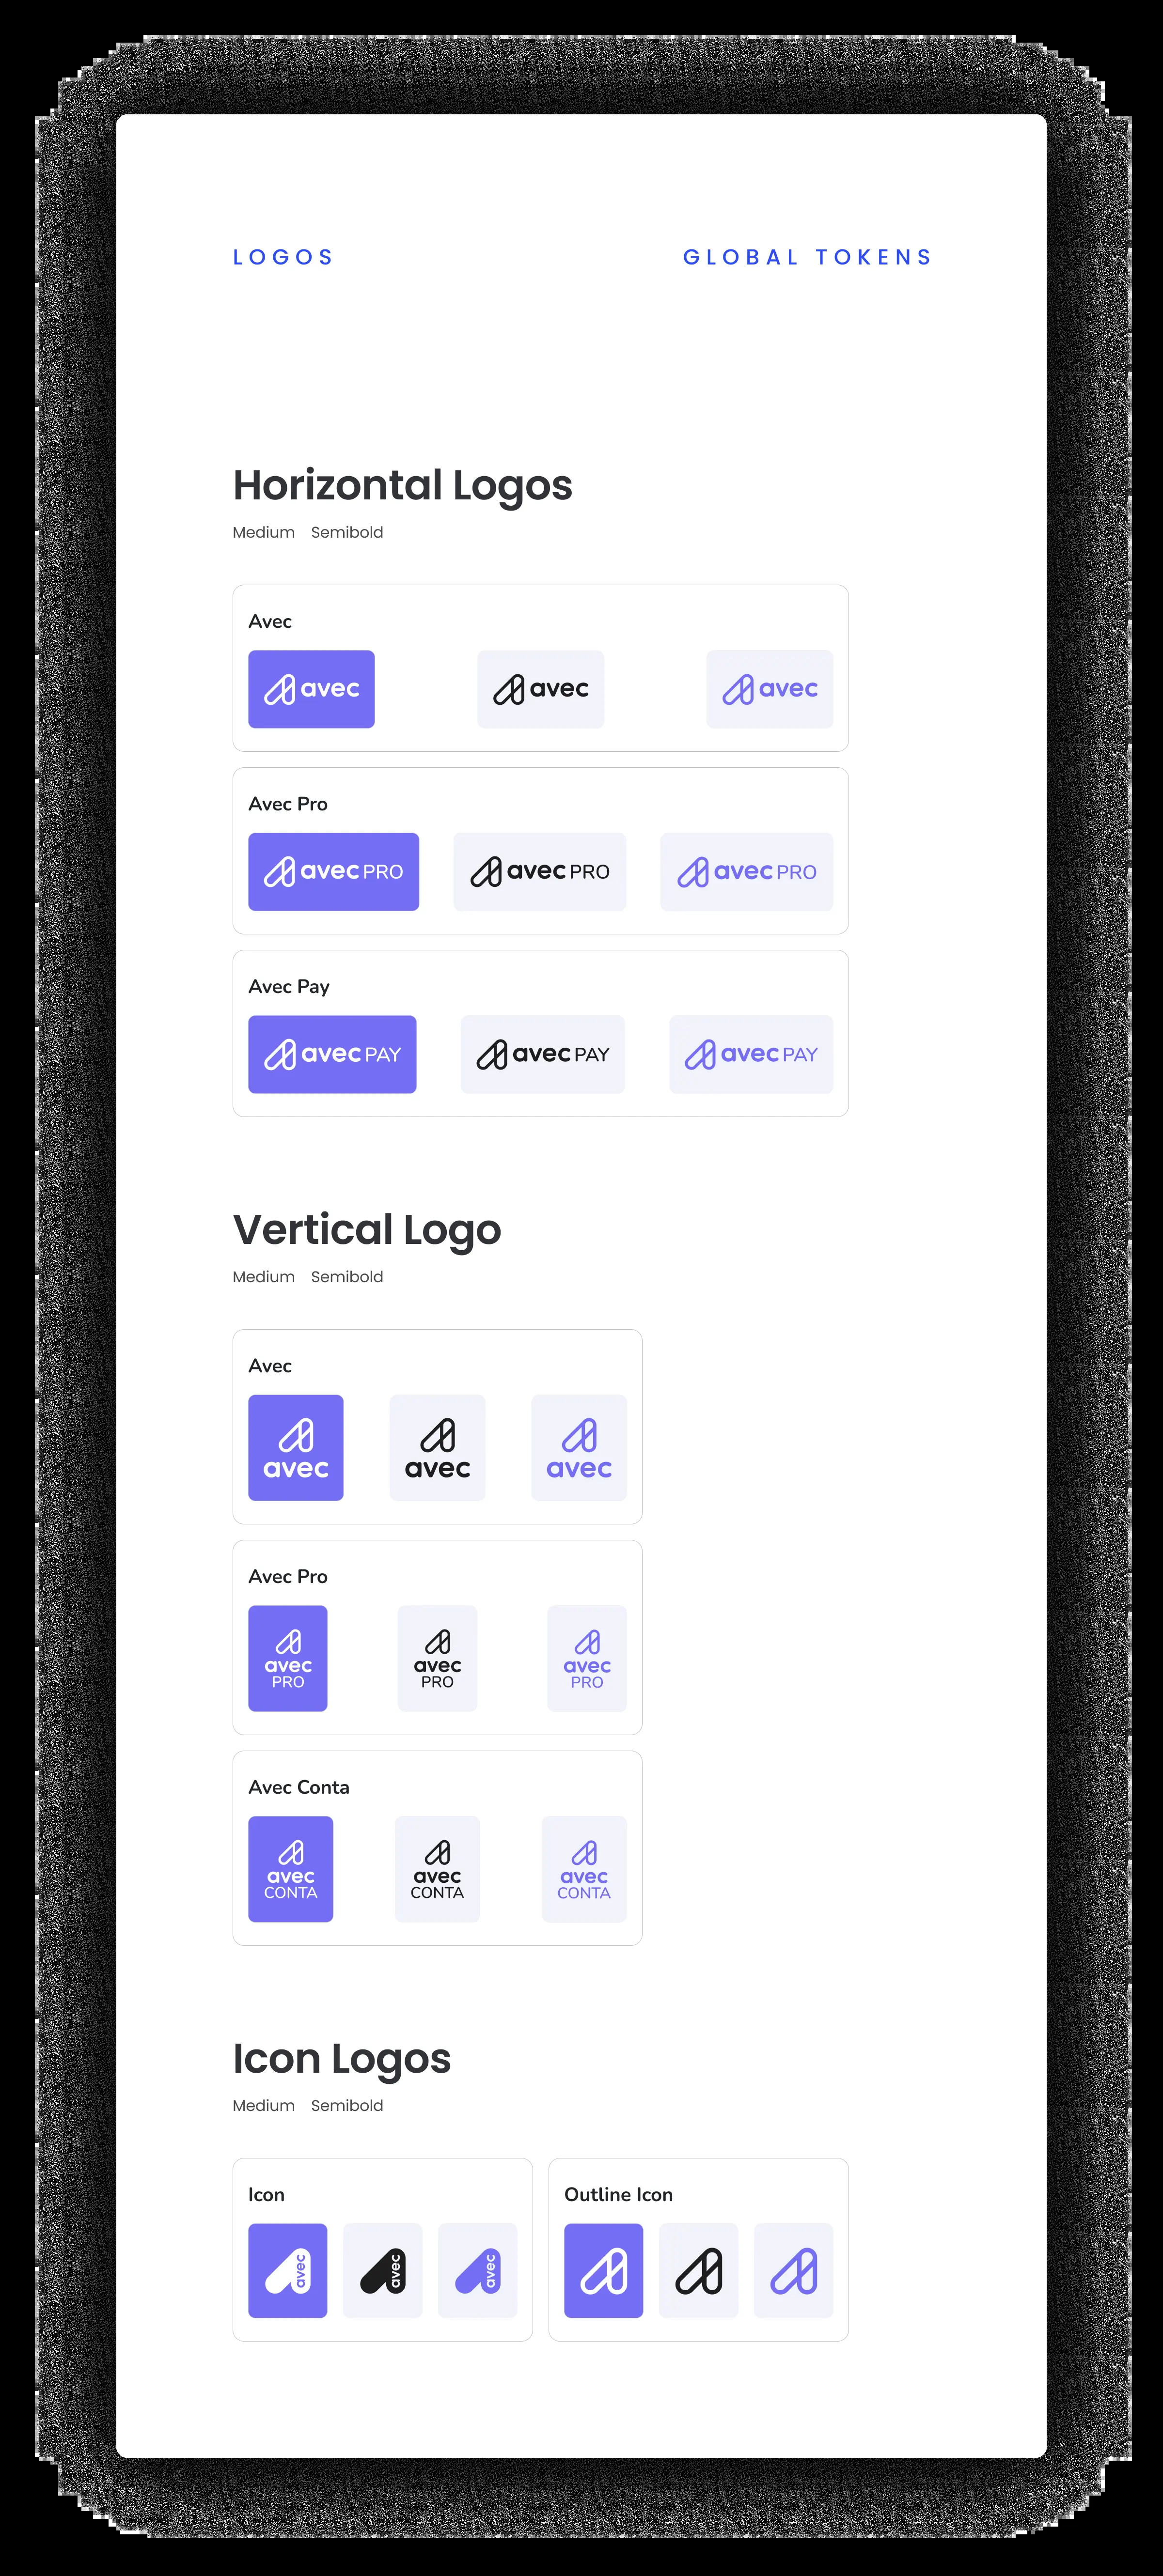 LOGOS GLOBAL TOKENS
Horizontal Logos
Medium Semibold
Avec
avec avec avec
Avec Pro
avec PRO avec PRO avec PRO
Avec Pay
avec PAY avec PAY avec PAY
Vertical Logo
Medium Semibold
Avec
avec avec avec
Avec Pro
avec avec avec
PRO PRO PRO
Avec Conta
avec avec avec
CONTA CONTA CONTA
Icon Logos
Medium Semibold
Icon Outline Icon
avec avec avec